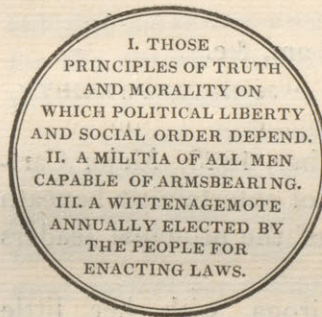 I. THOSE
PRINCIPLES OF TRUTH
AND MORALITY ON
WHICH POLITICAL LIBERTY
AND SOCIAL ORDER DEPEND.
II. A MILITIA OF ALL MEN
CAPABLE OF ARMSBEARING.
III. A WITTENAGEMOTE
ANNUALLY ELECTED BY
THE PEOPLE FOR
ENACTING LAWS.